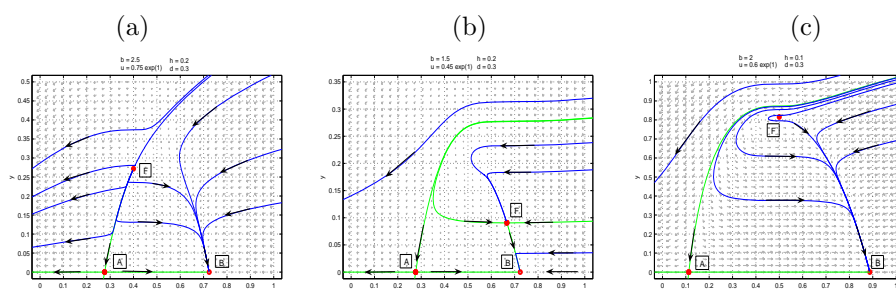 (a)
b = 2.5 h = 0.2
u = 0.75 exp(1) d = 0.3
0.5
0.45
0.4
0.35
0.3
0.25
0.2
0.15
0.1
0.05
0
y
F
A
B
0 0.1 0.2 0.3 0.4 0.5 0.6 0.7 0.8 0.9 1
(b)
b = 1.5 h = 0.2
u = 0.45 exp(1) d = 0.3
0.35
0.3
0.25
0.2
0.15
0.1
0.05
0
y
F
A
B
0 0.1 0.2 0.3 0.4 0.5 0.6 0.7 0.8 0.9 1
(c)
b = 2 h = 0.1
u = 0.6 exp(1) d = 0.3
1
0.9
0.8
0.7
0.6
0.5
0.4
0.3
0.2
0.1
0
y
F
A
B
0 0.1 0.2 0.3 0.4 0.5 0.6 0.7 0.8 0.9